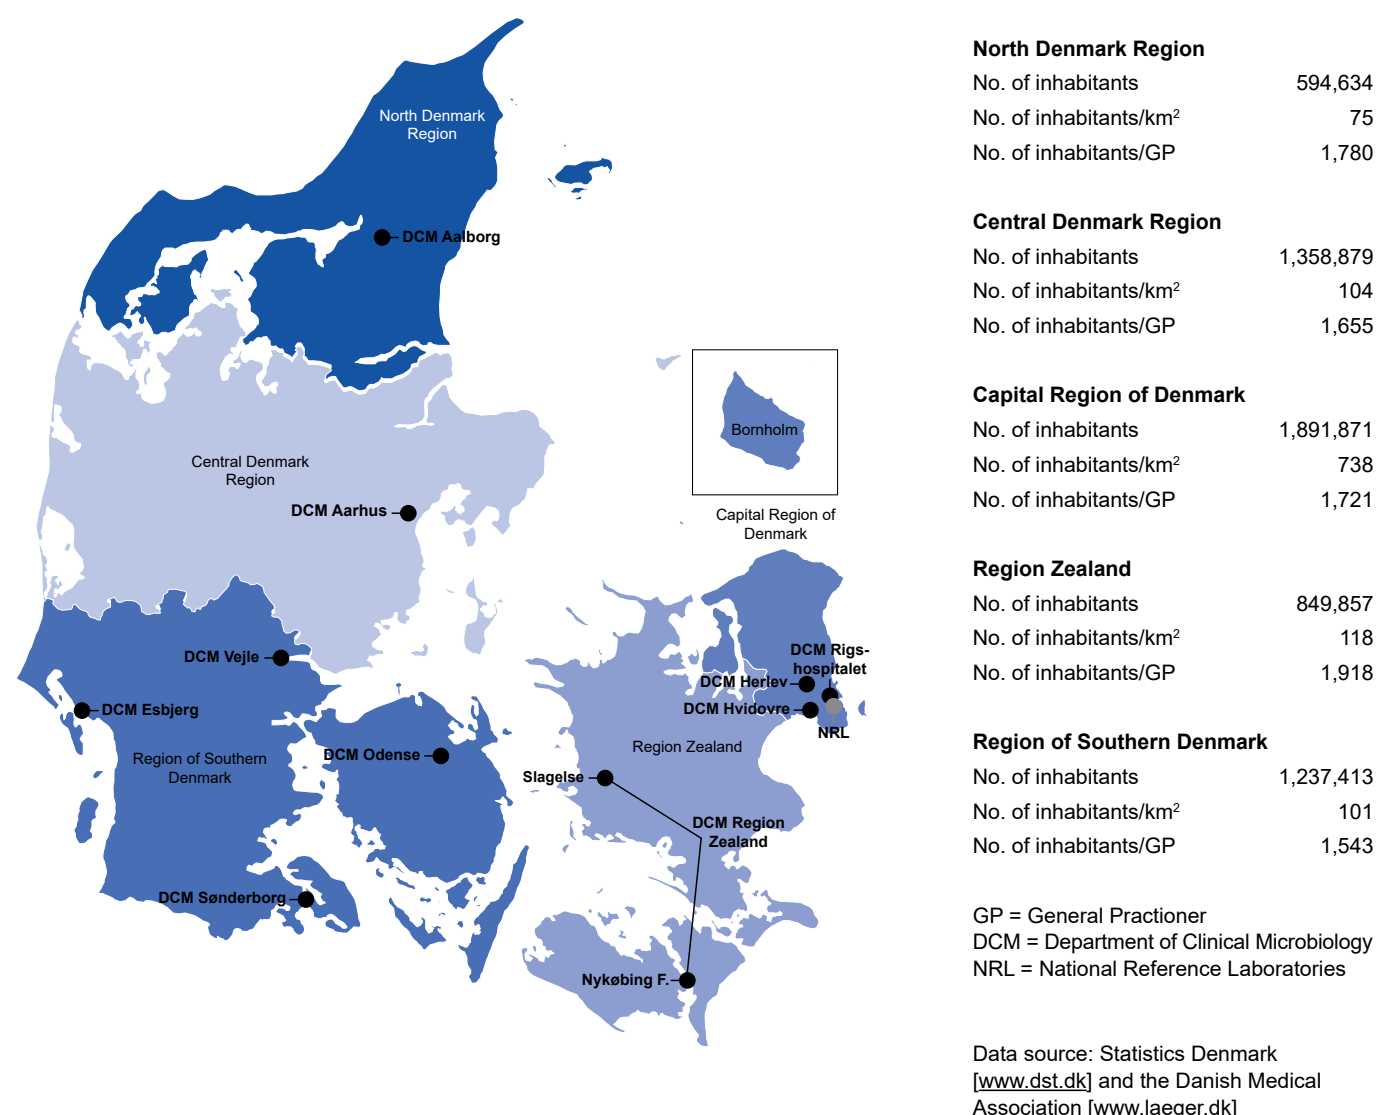 North Denmark
Region
DCM Aalborg
Central Denmark
Region
DCM Aarhus
Bornholm
Capital Region of
Denmark
DCM Vejle
DCM Esbjerg
Region of Southern
Denmark
DCM Odense
DCM Sønderborg
DCM Rigs-
hospitalet
DCM Herlev
DCM Hvidovre
NRL
Region Zealand
Slagelse
DCM Region
Zealand
Nykøbing F.
North Denmark Region
No. of inhabitants 594,634
No. of inhabitants/km² 75
No. of inhabitants/GP 1,780
Central Denmark Region
No. of inhabitants 1,358,879
No. of inhabitants/km² 104
No. of inhabitants/GP 1,655
Capital Region of Denmark
No. of inhabitants 1,891,871
No. of inhabitants/km² 738
No. of inhabitants/GP 1,721
Region Zealand
No. of inhabitants 849,857
No. of inhabitants/km² 118
No. of inhabitants/GP 1,918
Region of Southern Denmark
No. of inhabitants 1,237,413
No. of inhabitants/km² 101
No. of inhabitants/GP 1,543
GP = General Practioner
DCM = Department of Clinical Microbiology
NRL = National Reference Laboratories
Data source: Statistics Denmark
[www.dst.dk] and the Danish Medical
Association [www.laeger.dk]